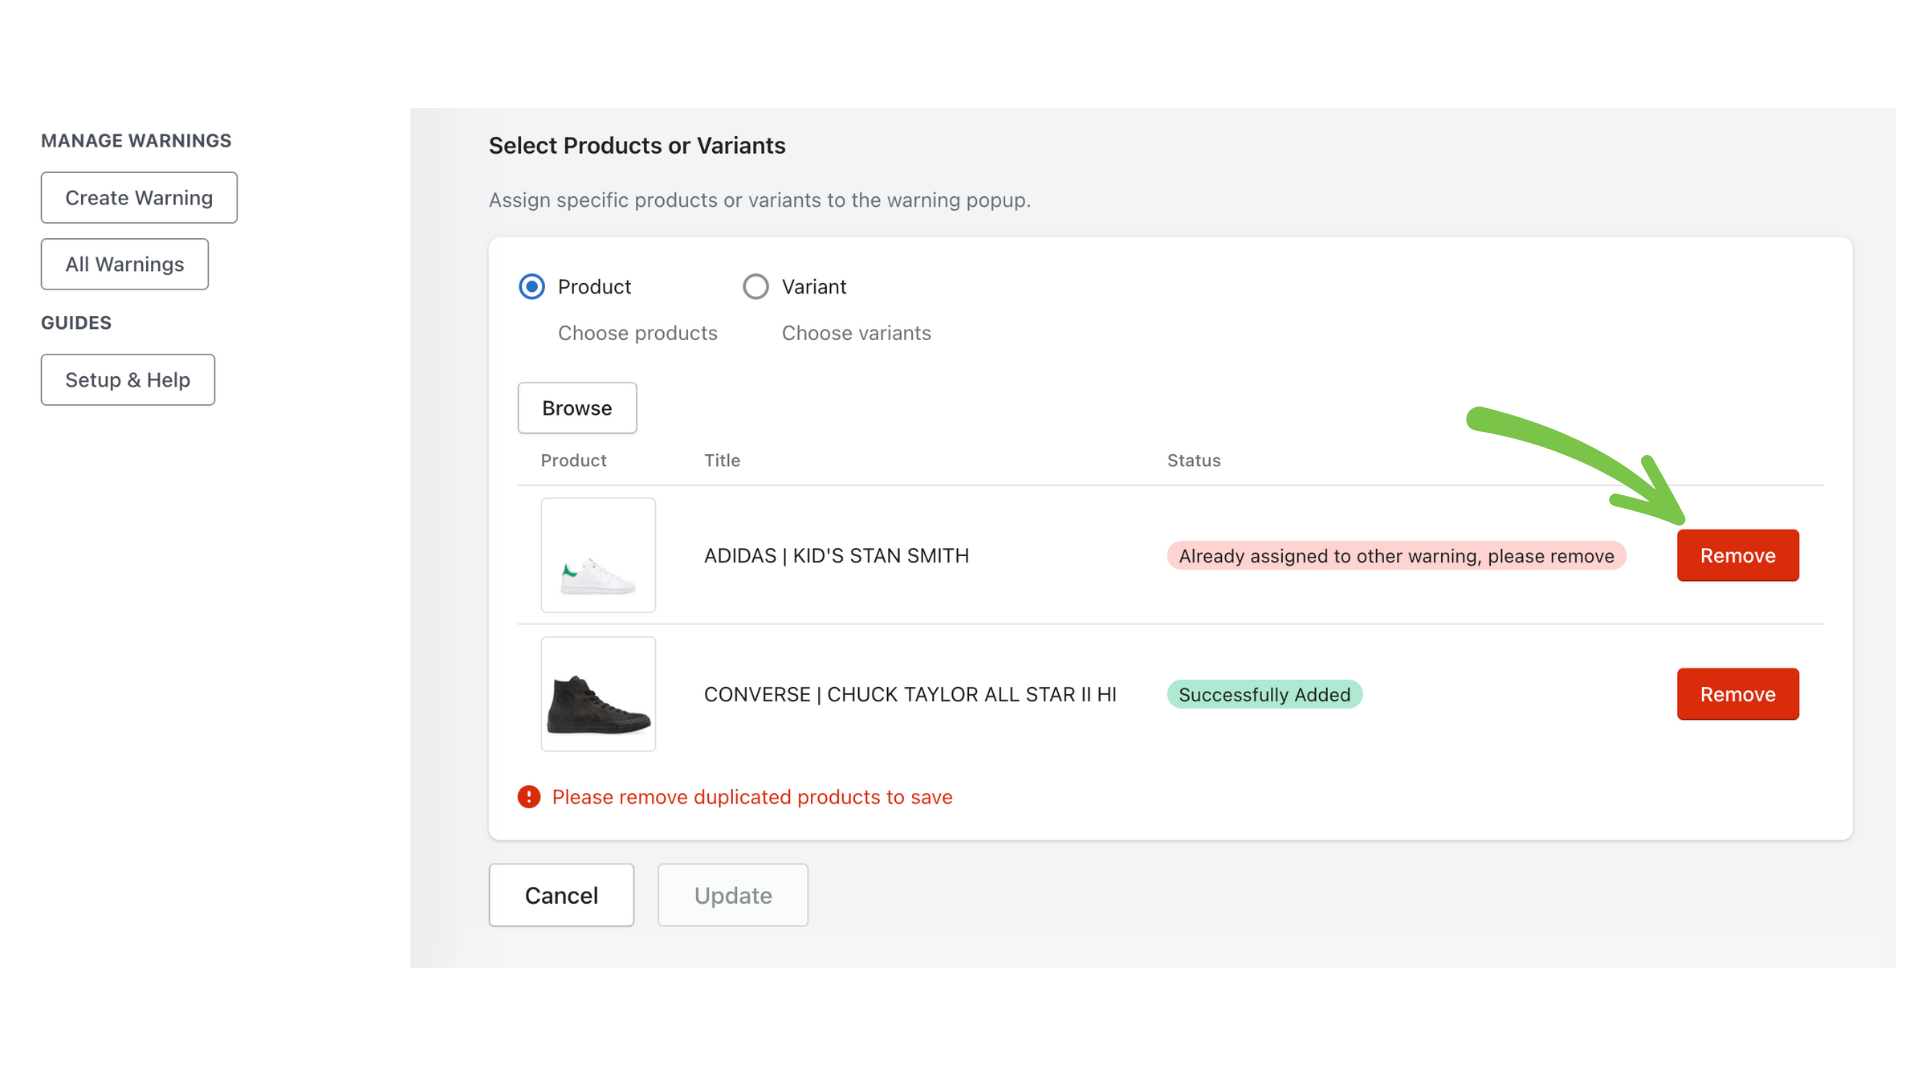 MANAGE WARNINGS
Create Warning
All Warnings
GUIDES
Setup & Help
Select Products or Variants
Assign specific products or variants to the warning popup.
Product
Variant
Choose products
Choose variants
Browse
Product Title Status
ADIDAS | KID'S STAN SMITH Already assigned to other warning, please remove Remove
CONVERSE | CHUCK TAYLOR ALL STAR II HI Successfully Added Remove
Please remove duplicated products to save
Cancel Update